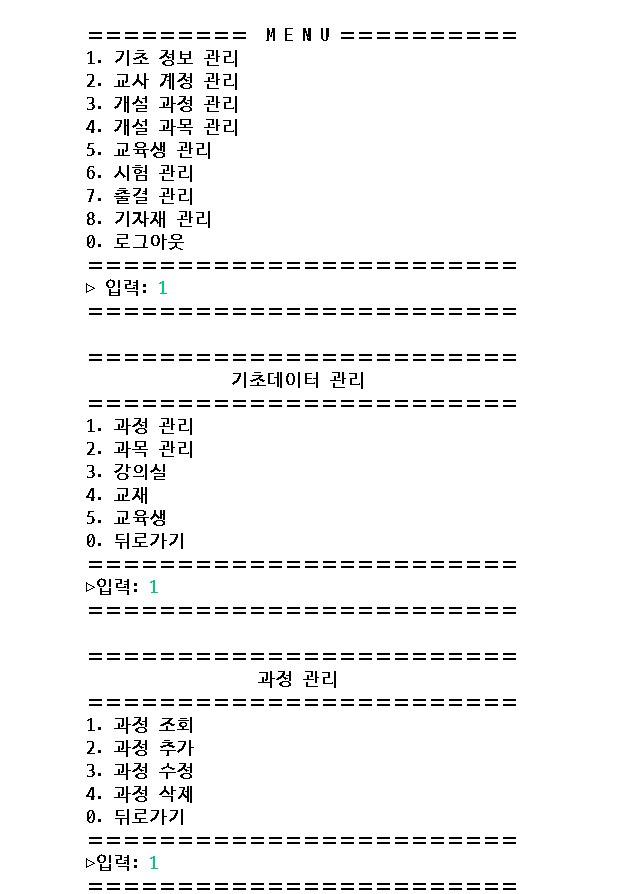 ========= M E N U ==========
1. 기초 정보 관리
2. 교사 계정 관리
3. 개설 과정 관리
4. 개설 과목 관리
5. 교육생 관리
6. 시험 관리
7. 출결 관리
8. 기자재 관리
0. 로그아웃
========================
▷ 입력: 1
========================
========================
기초데이터 관리
========================
1. 과정 관리
2. 과목 관리
3. 강의실
4. 교재
5. 교육생
0. 뒤로가기
========================
▷입력: 1
========================
========================
과정 관리
========================
1. 과정 조회
2. 과정 추가
3. 과정 수정
4. 과정 삭제
0. 뒤로가기
========================
▷입력: 1
========================